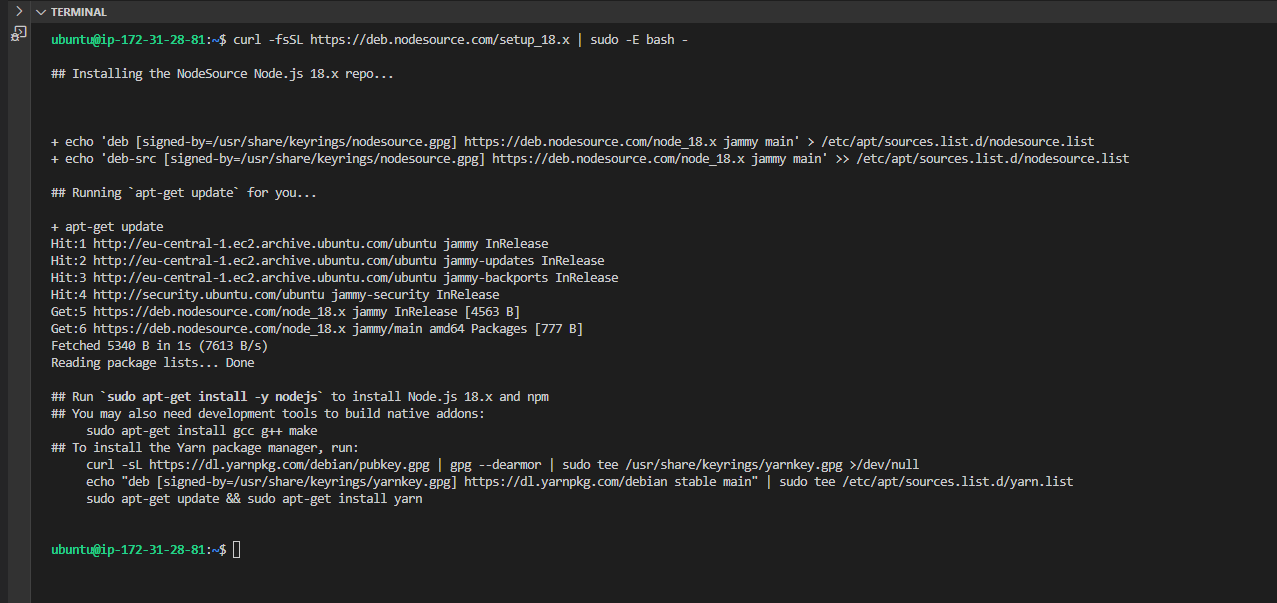 TERMINAL
ubuntu@ip-172-31-28-81:~$ curl -fsSL https://deb.nodesource.com/setup_18.x | sudo -E bash -
## Installing the NodeSource Node.js 18.x repo...
+ echo 'deb [signed-by=/usr/share/keyrings/nodesource.gpg] https://deb.nodesource.com/node_18.x jammy main' > /etc/apt/sources.list.d/nodesource.list
+ echo 'deb-src [signed-by=/usr/share/keyrings/nodesource.gpg] https://deb.nodesource.com/node_18.x jammy main' >> /etc/apt/sources.list.d/nodesource.list
## Running `apt-get update` for you...
+ apt-get update
Hit:1 http://eu-central-1.ec2.archive.ubuntu.com/ubuntu jammy InRelease
Hit:2 http://eu-central-1.ec2.archive.ubuntu.com/ubuntu jammy-updates InRelease
Hit:3 http://eu-central-1.ec2.archive.ubuntu.com/ubuntu jammy-backports InRelease
Hit:4 http://security.ubuntu.com/ubuntu jammy-security InRelease
Get:5 https://deb.nodesource.com/node_18.x jammy InRelease [4563 B]
Get:6 https://deb.nodesource.com/node_18.x jammy/main amd64 Packages [777 B]
Fetched 5340 B in 1s (7613 B/s)
Reading package lists... Done
## Run `sudo apt-get install -y nodejs` to install Node.js 18.x and npm
## You may also need development tools to build native addons:
     sudo apt-get install gcc g++ make
## To install the Yarn package manager, run:
     curl -sL https://dl.yarnpkg.com/debian/pubkey.gpg | gpg --dearmor | sudo tee /usr/share/keyrings/yarnkey.gpg >/dev/null
     echo "deb [signed-by=/usr/share/keyrings/yarnkey.gpg] https://dl.yarnpkg.com/debian stable main" | sudo tee /etc/apt/sources.list.d/yarn.list
     sudo apt-get update && sudo apt-get install yarn
ubuntu@ip-172-31-28-81:~$